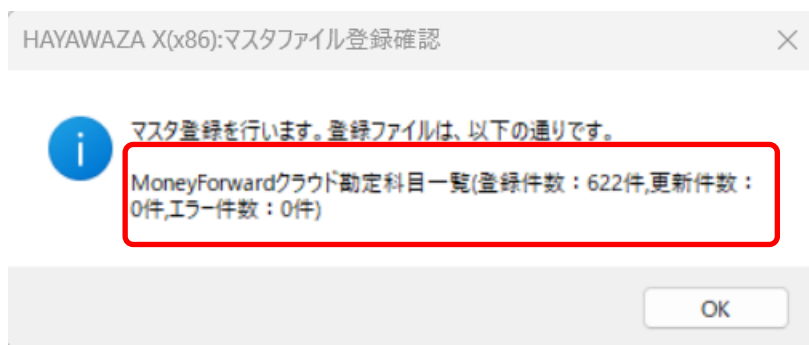 HAYAWAZA X(x86):マスタファイル登録確認
マスタ登録を行います。登録ファイルは、以下の通りです。
MoneyForwardクラウド勘定科目一覧(登録件数：622件,更新件数：
0件,エラー件数：0件)
OK